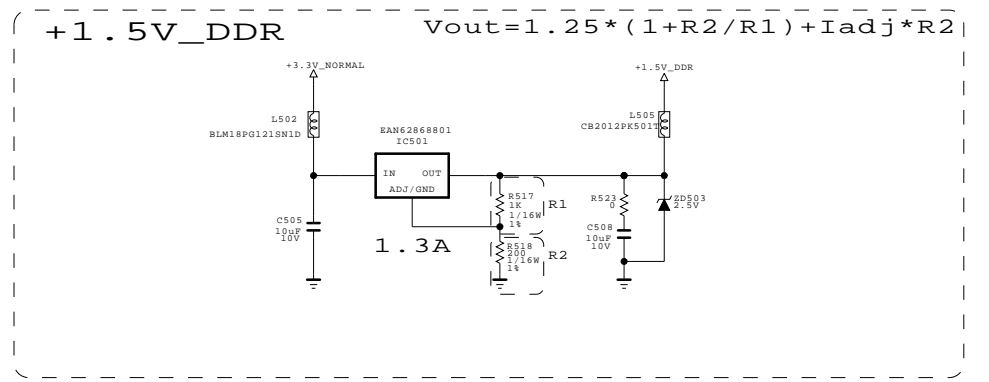 +1.5V_DDR
Vout=1.25*(1+R2/R1)+Iadj*R2
+3.3V_NORMAL
+1.5V_DDR
L502
BLM18PG121SN1D
L505
CB2012PK501T
EAN62868801
IC501
IN OUT
ADJ/GND
R517
1K
1/16W
1%
R1
R523
0
ZD503
2.5V
C505
10uF
10V
1.3A
R518
200
1/16W
1%
R2
C508
10uF
10V